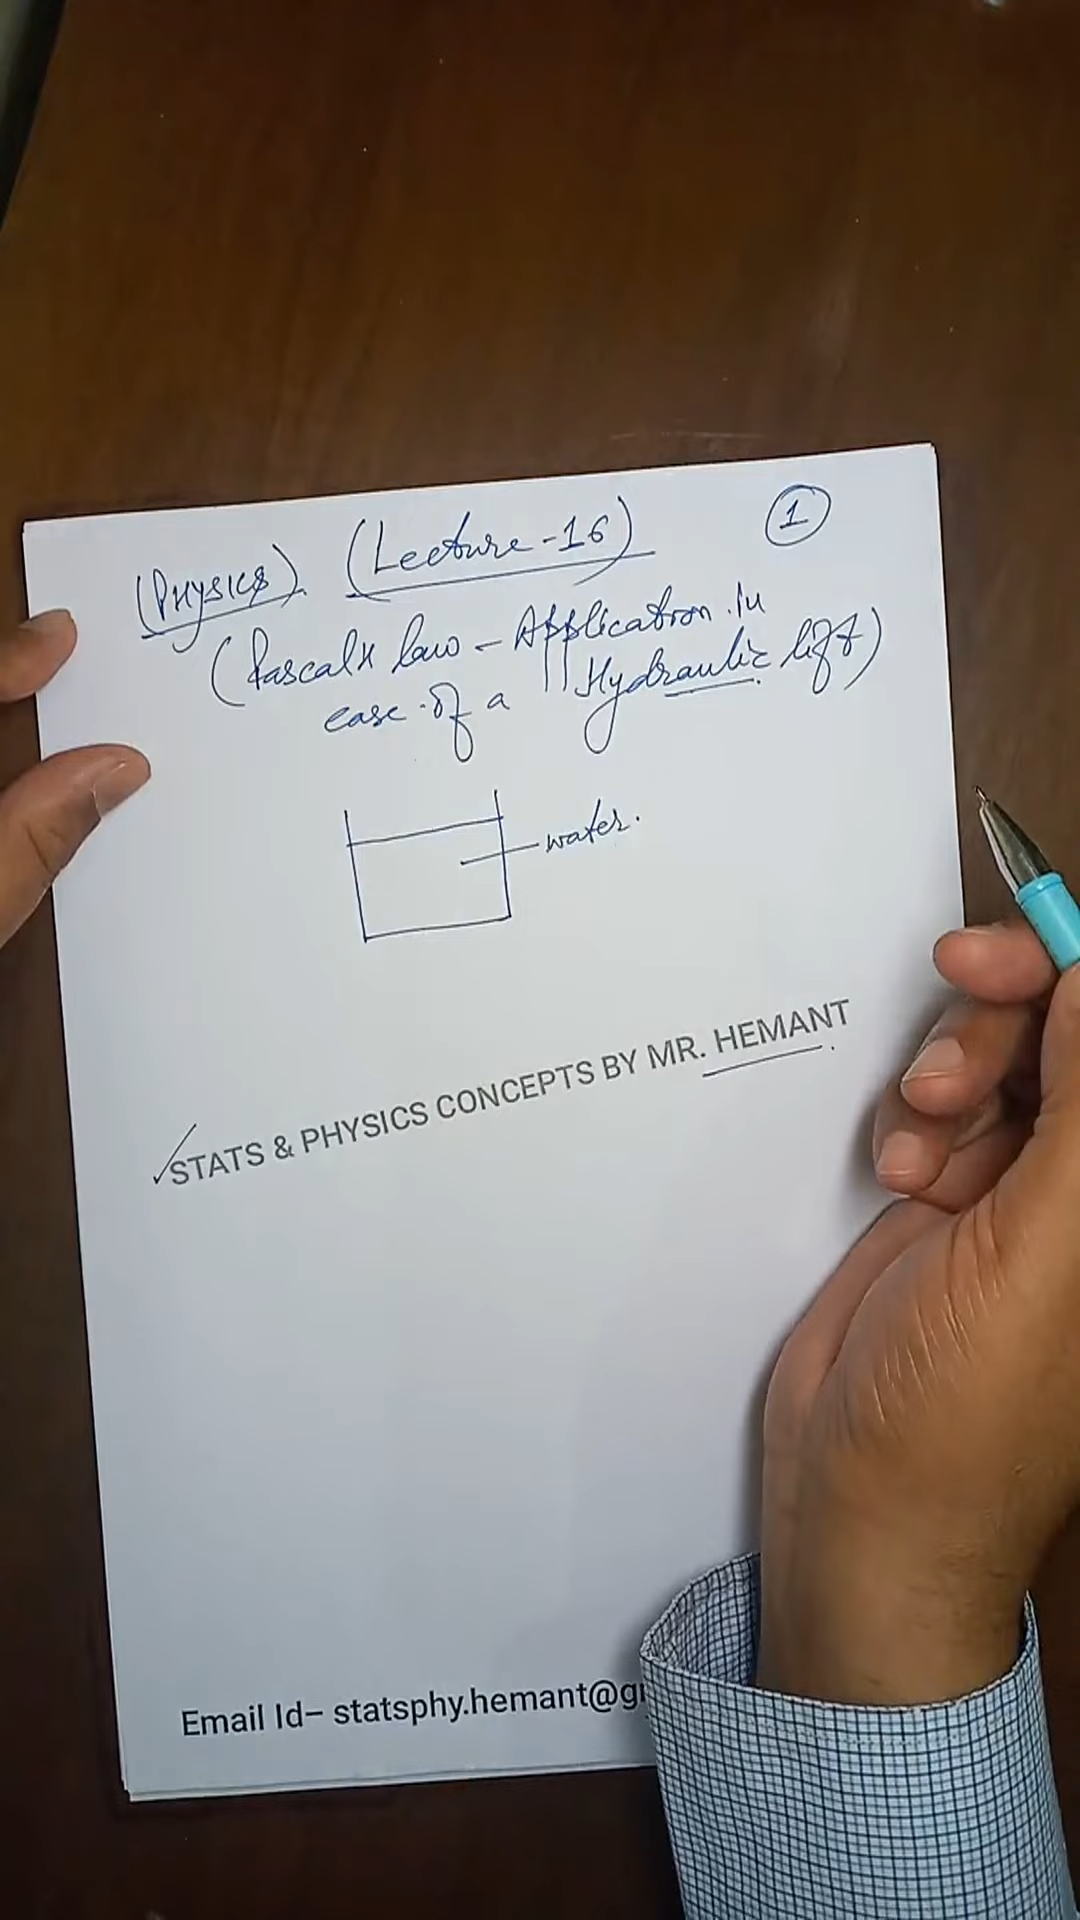 (Physics). (Lecture-16) 1
(Pascal's law - Application in
case of a Hydraulic lift)
water.
STATS & PHYSICS CONCEPTS BY MR. HEMANT
Email Id- statsphy.hemant@g